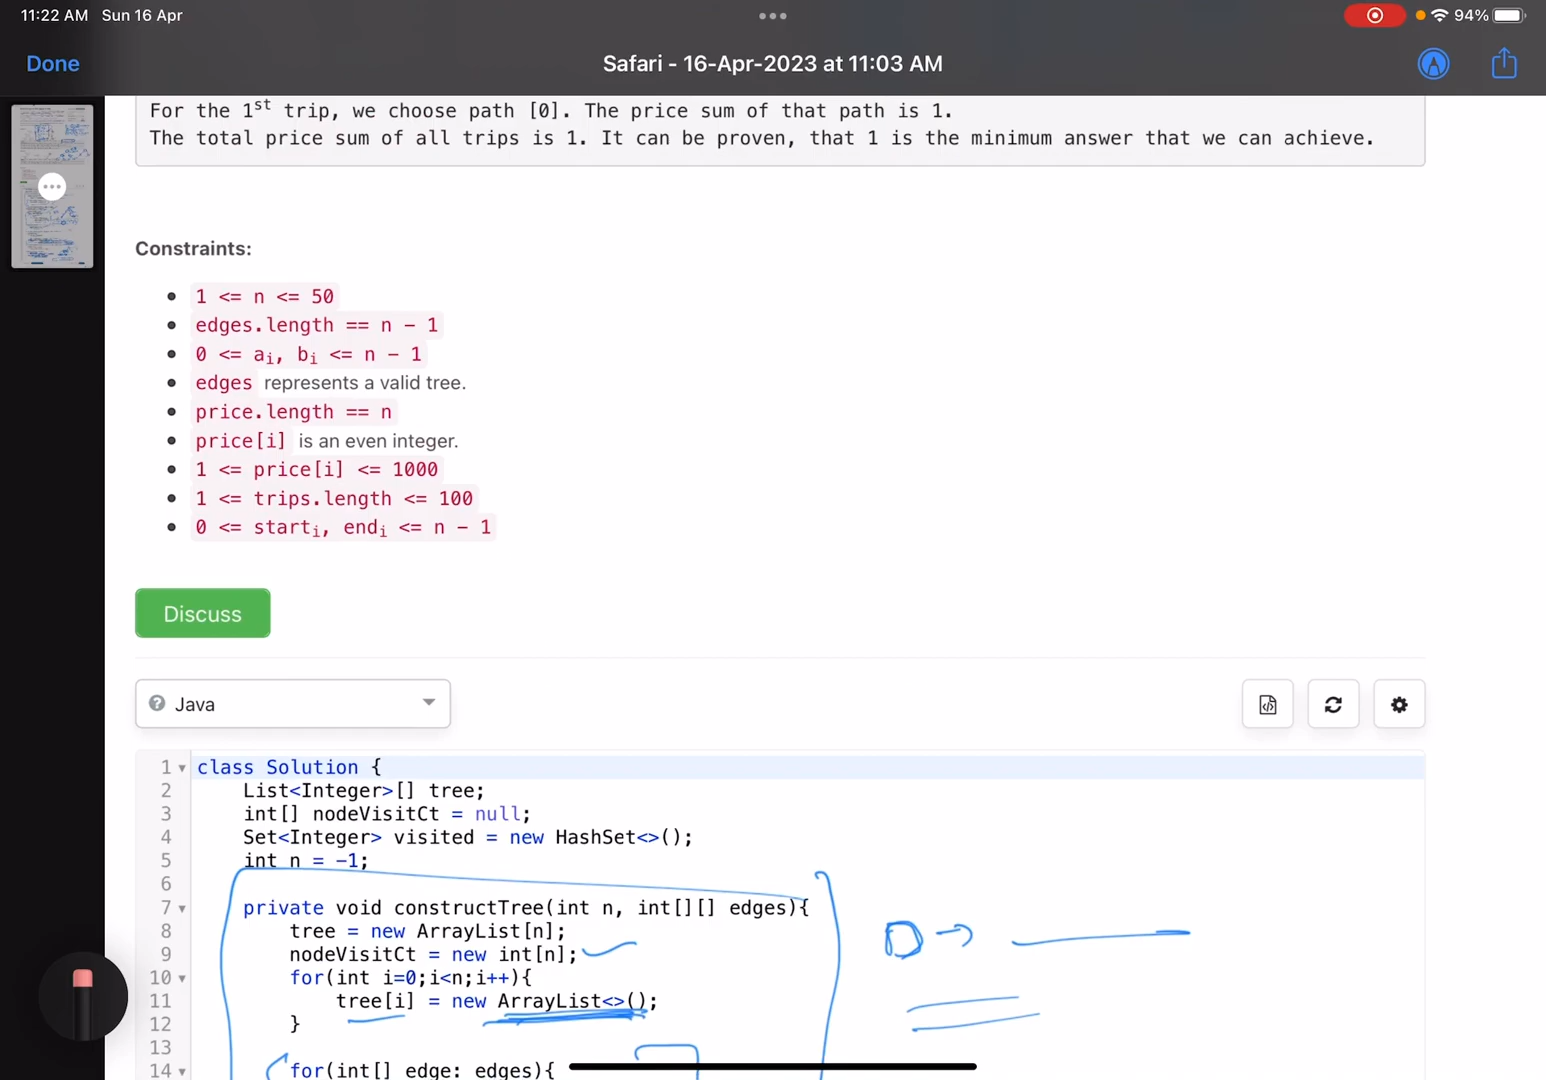 11:22 AM Sun 16 Apr
94%
Done
Safari - 16-Apr-2023 at 11:03 AM
For the 1st trip, we choose path [0]. The price sum of that path is 1.
The total price sum of all trips is 1. It can be proven, that 1 is the minimum answer that we can achieve.
Constraints:
1 <= n <= 50
edges.length == n - 1
0 <= ai, bi <= n - 1
edges represents a valid tree.
price.length == n
price[i] is an even integer.
1 <= price[i] <= 1000
1 <= trips.length <= 100
0 <= starti, endi <= n - 1
Discuss
Java
1 class Solution {
2 List<Integer>[] tree;
3 int[] nodeVisitCt = null;
4 Set<Integer> visited = new HashSet<>();
5 int n = -1;
6
7 private void constructTree(int n, int[][] edges){
8 tree = new ArrayList[n];
9 nodeVisitCt = new int[n];
10 for(int i=0;i<n;i++){
11 tree[i] = new ArrayList<>();
12 }
13
14 for(int[] edge: edges){